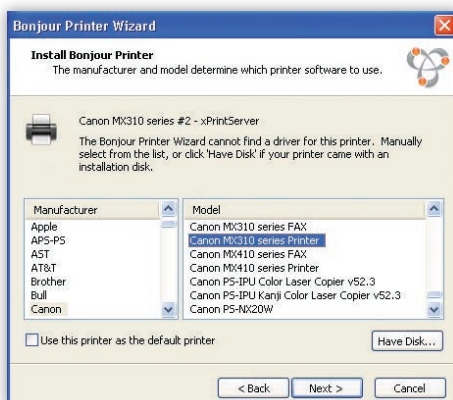 Bonjour Printer Wizard
Install Bonjour Printer
The manufacturer and model determine which printer software to use.
Canon MX310 series #2 - xPrintServer
The Bonjour Printer Wizard cannot find a driver for this printer. Manually
select from the list, or click 'Have Disk' if your printer came with an
installation disk.
Manufacturer
Apple
APS-PS
AST
AT&T
Brother
Bull
Canon
Model
Canon MX310 series FAX
Canon MX310 series Printer
Canon MX410 series FAX
Canon MX410 series Printer
Canon PS-IPU Color Laser Copier v52.3
Canon PS-IPU Kanji Color Laser Copier v52.3
Canon PS-NX20W
Use this printer as the default printer
Have Disk...
< Back
Next >
Cancel